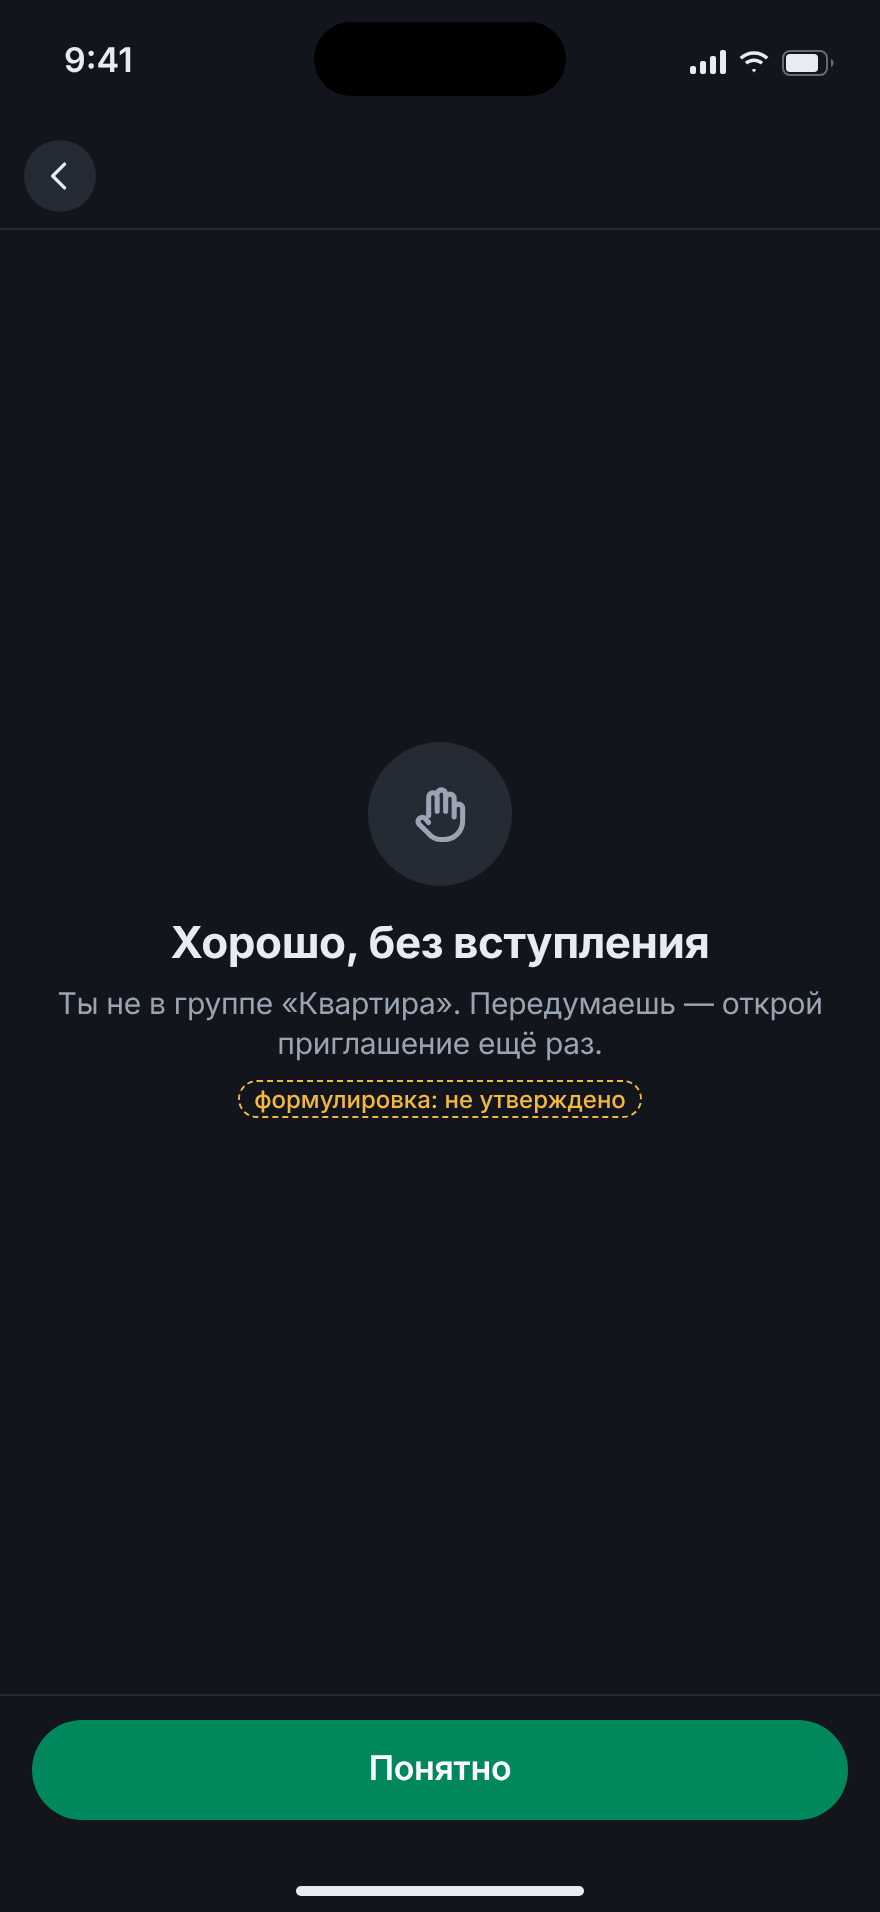 9:41
Хорошо, без вступления
Ты не в группе «Квартира». Передумаешь — открой
приглашение ещё раз.
формулировка: не утверждено
Понятно